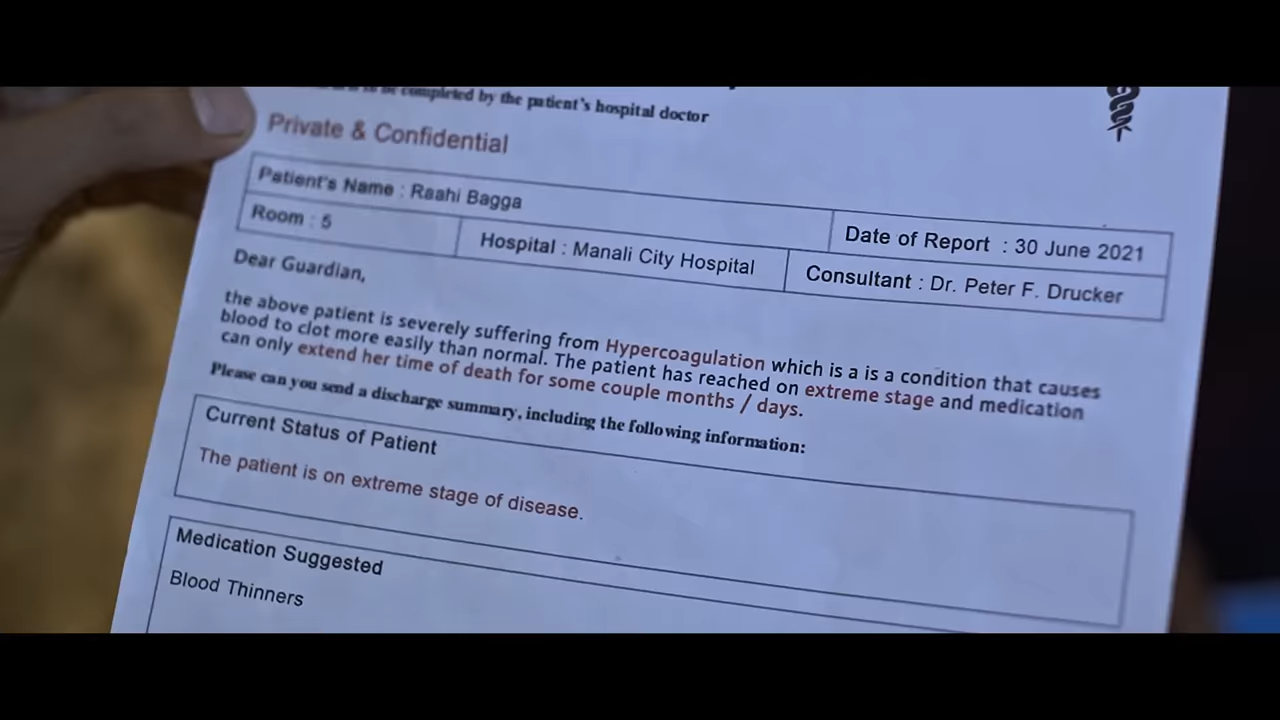 to be completed by the patient's hospital doctor
Private & Confidential
Patient's Name : Raahi Bagga
Date of Report : 30 June 2021
Room : 5
Hospital : Manali City Hospital
Consultant : Dr. Peter F. Drucker
Dear Guardian,
the above patient is severely suffering from Hypercoagulation which is a is a condition that causes
blood to clot more easily than normal. The patient has reached on extreme stage and medication
can only extend her time of death for some couple months / days.
Please can you send a discharge summary, including the following information:
Current Status of Patient
The patient is on extreme stage of disease.
Medication Suggested
Blood Thinners